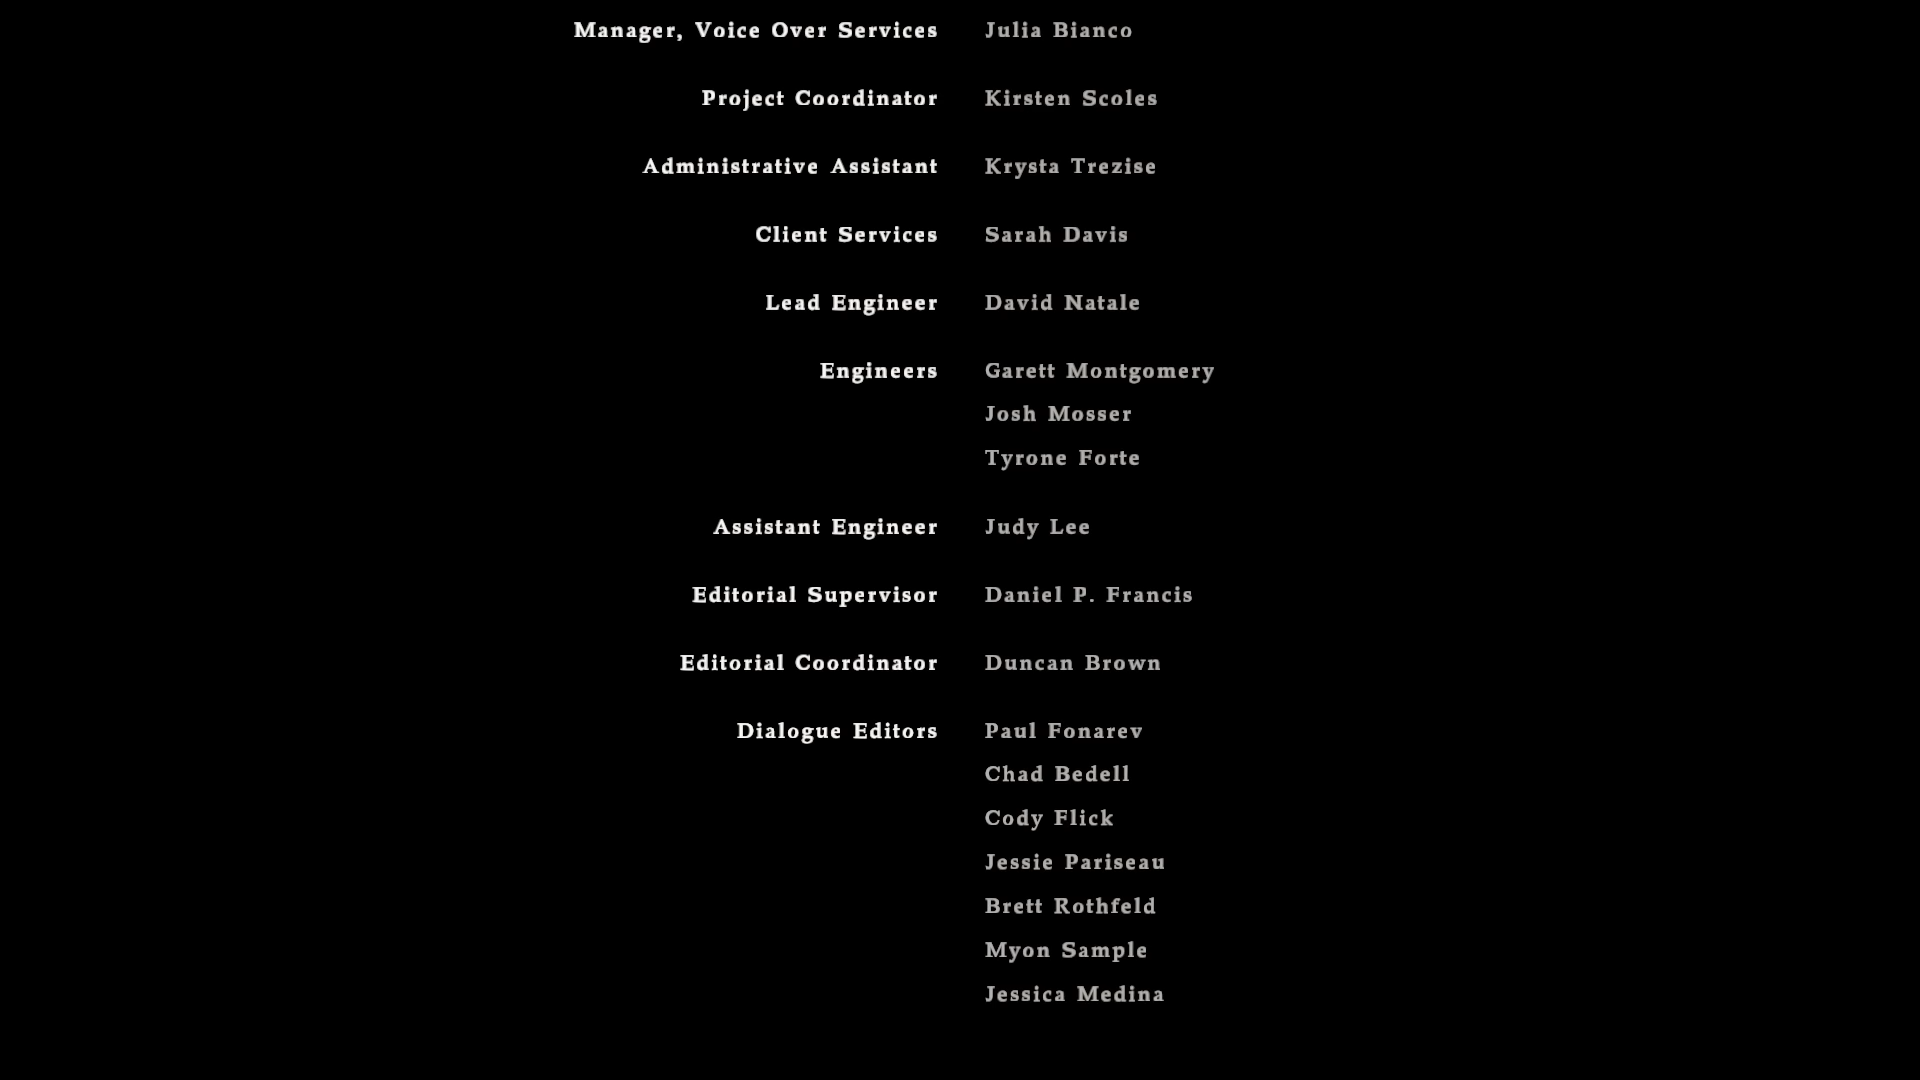 Manager, Voice Over Services Julia Bianco
Project Coordinator Kirsten Scoles
Administrative Assistant Krysta Trezise
Client Services Sarah Davis
Lead Engineer David Natale
Engineers Garett Montgomery
Josh Mosser
Tyrone Forte
Assistant Engineer Judy Lee
Editorial Supervisor Daniel P. Francis
Editorial Coordinator Duncan Brown
Dialogue Editors Paul Fonarev
Chad Bedell
Cody Flick
Jessie Pariseau
Brett Rothfeld
Myon Sample
Jessica Medina